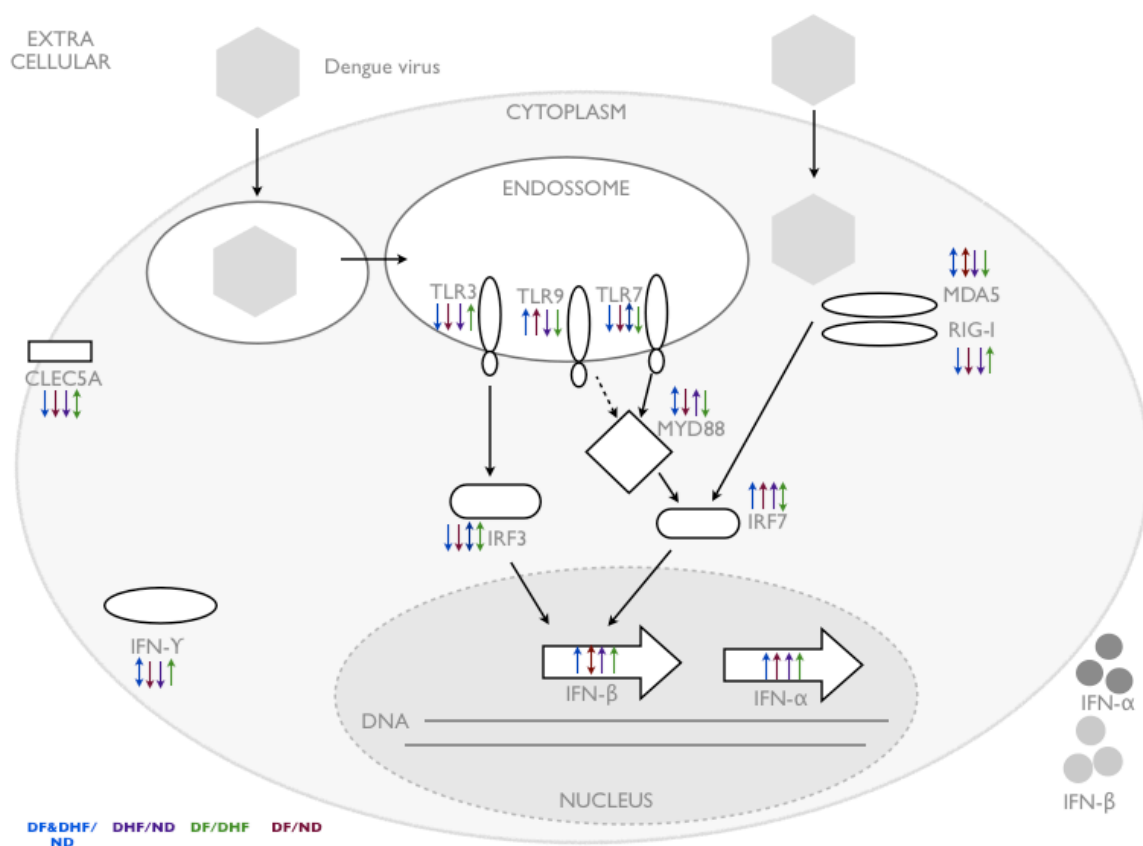 EXTRA
CELLULAR
Dengue virus
CYTOPLASM
ENDOSSOME
TLR3
TLR9
TLR7
MDA5
RIG-I
CLEC5A
MYD88
IRF7
IRF3
IFN-ϒ
IFN-β
IFN-α
DNA
IFN-α
IFN-β
NUCLEUS
DF&DHF/ DHF/ND DF/DHF DF/ND
ND